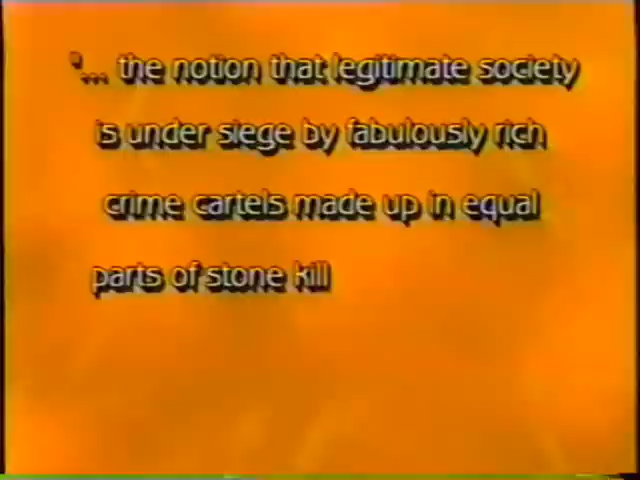 '... the notion that legitimate society
is under siege by fabulously rich
crime cartels made up in equal
parts of stone kill